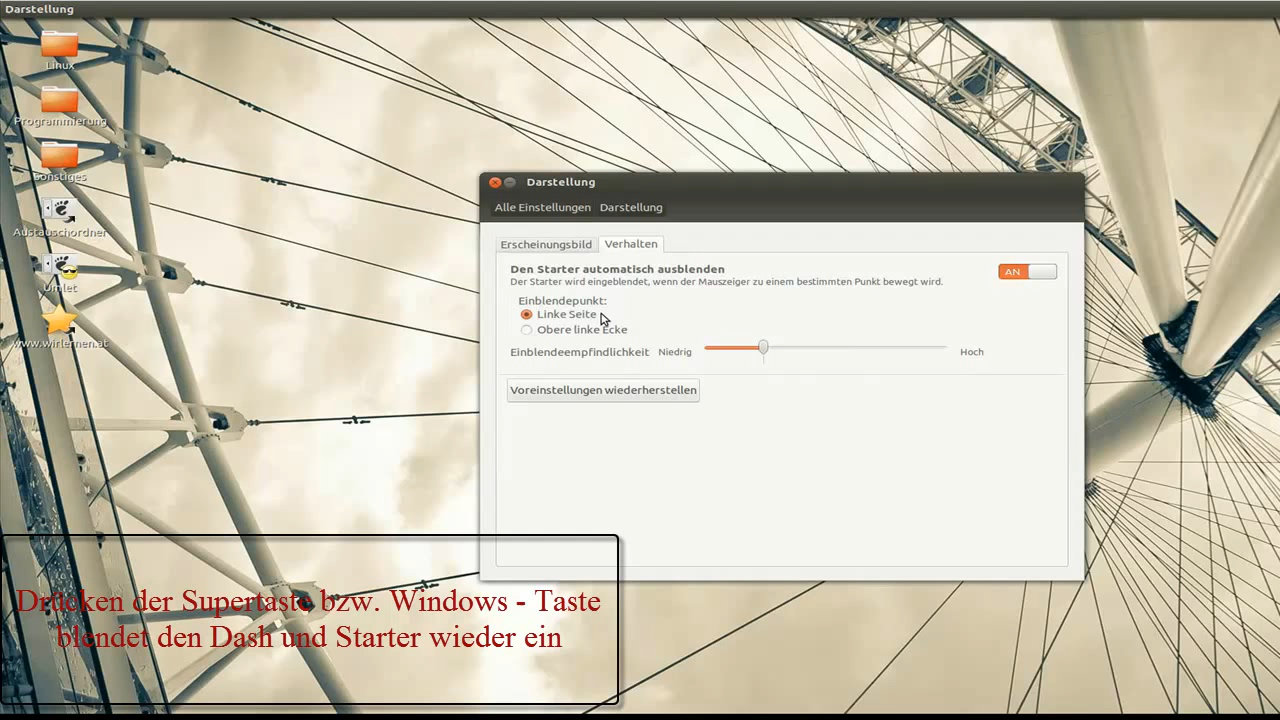 Darstellung
Linux
Programmierung
Sonstiges
Austauschordner
Umlet
www.wirlernen.at
Darstellung
Alle Einstellungen Darstellung
Erscheinungsbild Verhalten
Den Starter automatisch ausblenden
AN
Der Starter wird eingeblendet, wenn der Mauszeiger zu einem bestimmten Punkt bewegt wird.
Einblendepunkt:
Linke Seite
Obere linke Ecke
Einblendeempfindlichkeit Niedrig Hoch
Voreinstellungen wiederherstellen
Drücken der Supertaste bzw. Windows - Taste
blendet den Dash und Starter wieder ein